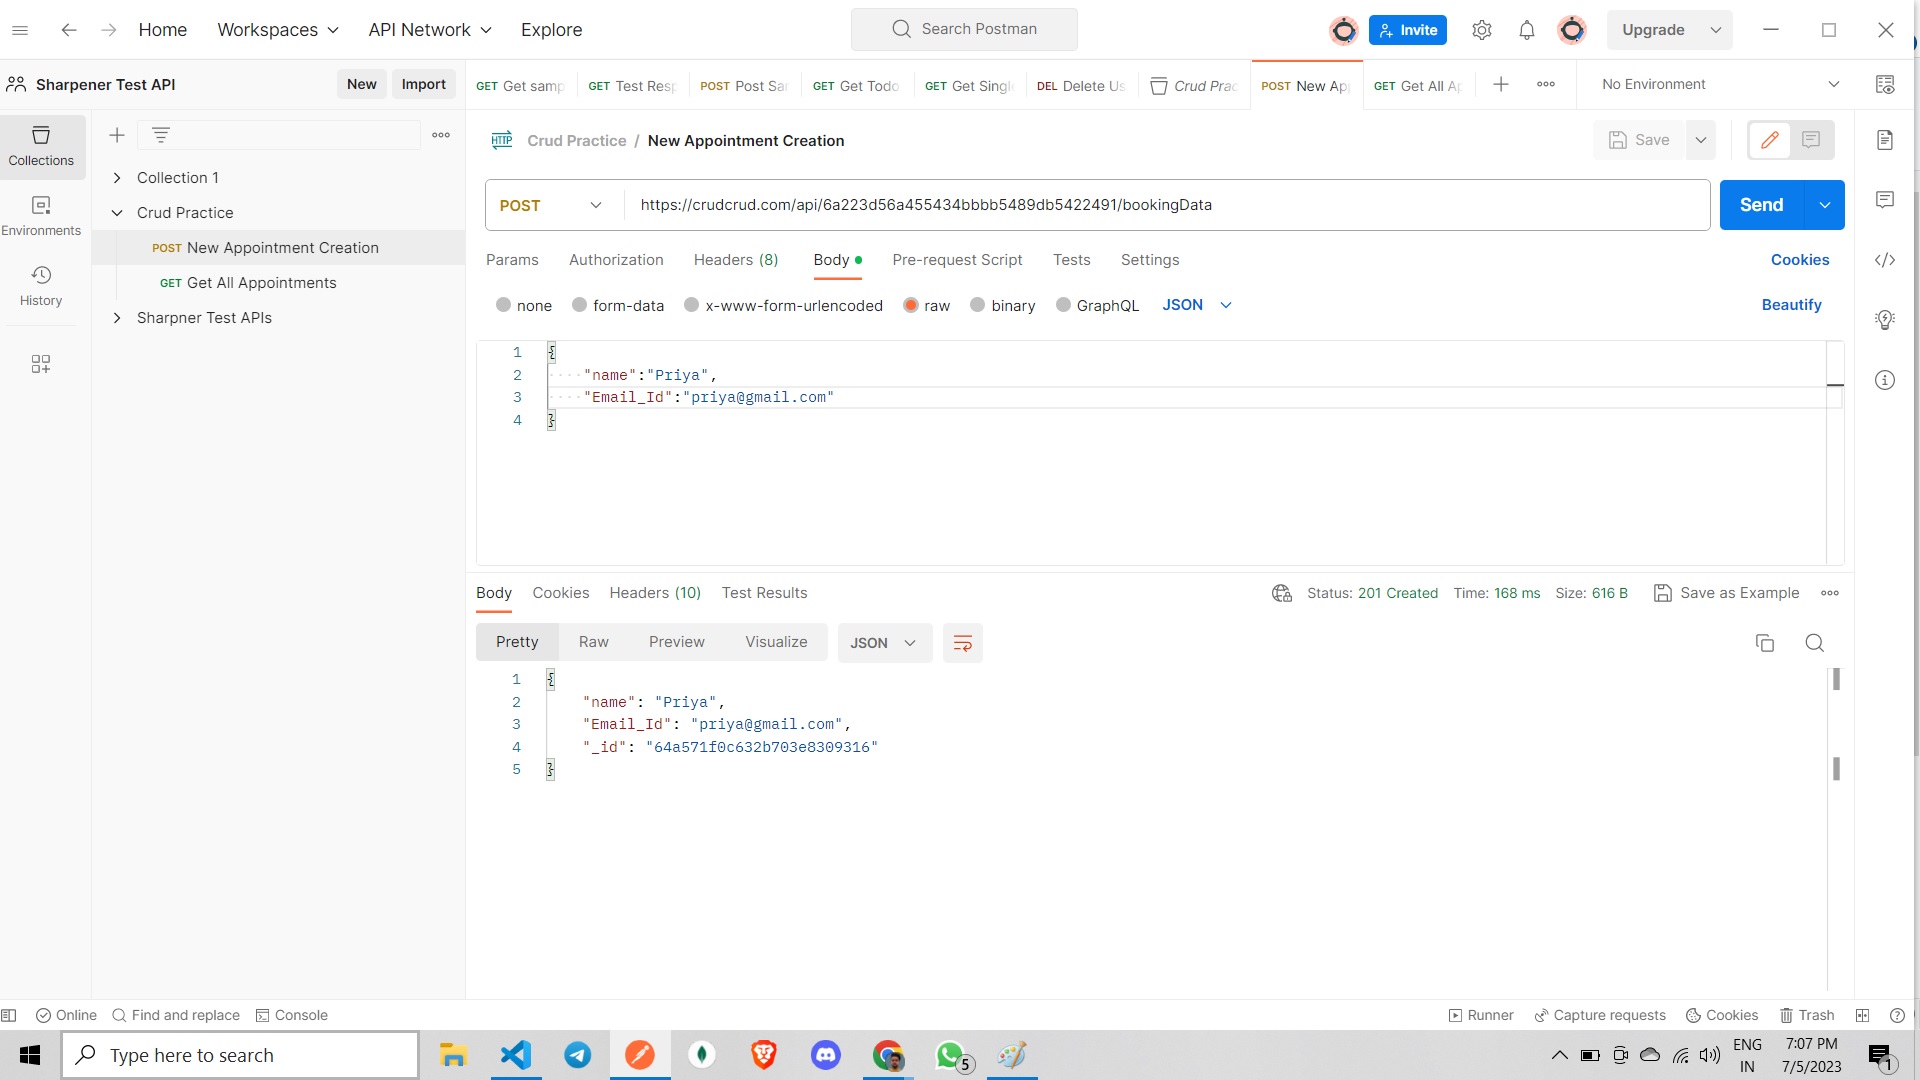 Home Workspaces API Network Explore Search Postman Invite Upgrade
Sharpener Test API New Import GET Get samp GET Test Resp POST Post Sar GET Get Todo GET Get Singl DEL Delete Us Crud Prac POST New Ap GET Get All Ap No Environment
Crud Practice / New Appointment Creation Save
Collections
Environments
History
Collection 1
Crud Practice
POST New Appointment Creation
GET Get All Appointments
Sharpner Test APIs
POST https://crudcrud.com/api/6a223d56a455434bbbb5489db5422491/bookingData Send
Params Authorization Headers (8) Body Pre-request Script Tests Settings Cookies
none form-data x-www-form-urlencoded raw binary GraphQL JSON Beautify
1 {
2 "name":"Priya",
3 "Email_Id":"priya@gmail.com"
4 }
Body Cookies Headers (10) Test Results Status: 201 Created Time: 168 ms Size: 616 B Save as Example
Pretty Raw Preview Visualize JSON
1 {
2 "name": "Priya",
3 "Email_Id": "priya@gmail.com",
4 "_id": "64a571f0c632b703e8309316"
5 }
Online Find and replace Console Runner Capture requests Cookies Trash
Type here to search 5 ENG 7:07 PM
IN 7/5/2023 1